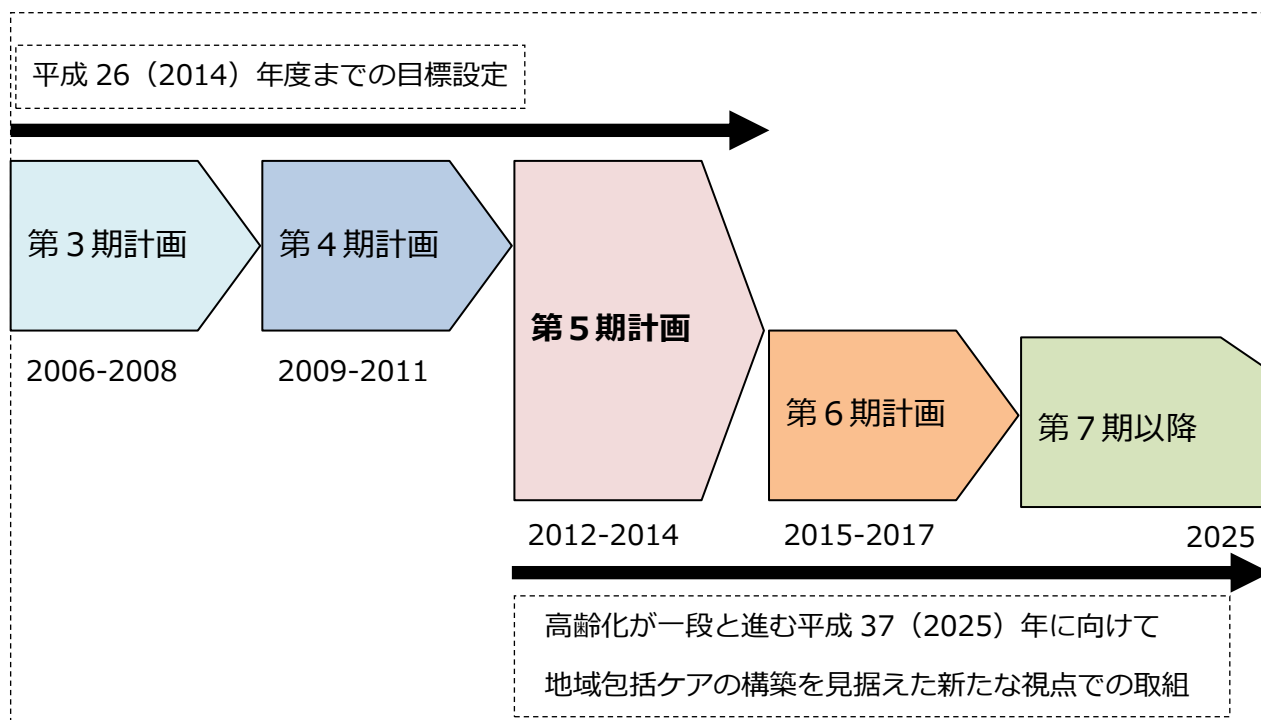 平成 26（2014）年度までの目標設定
第３期計画
第４期計画
第５期計画
第６期計画
第７期以降
2006-2008
2009-2011
2012-2014
2015-2017
2025
高齢化が一段と進む平成 37（2025）年に向けて
地域包括ケアの構築を見据えた新たな視点での取組